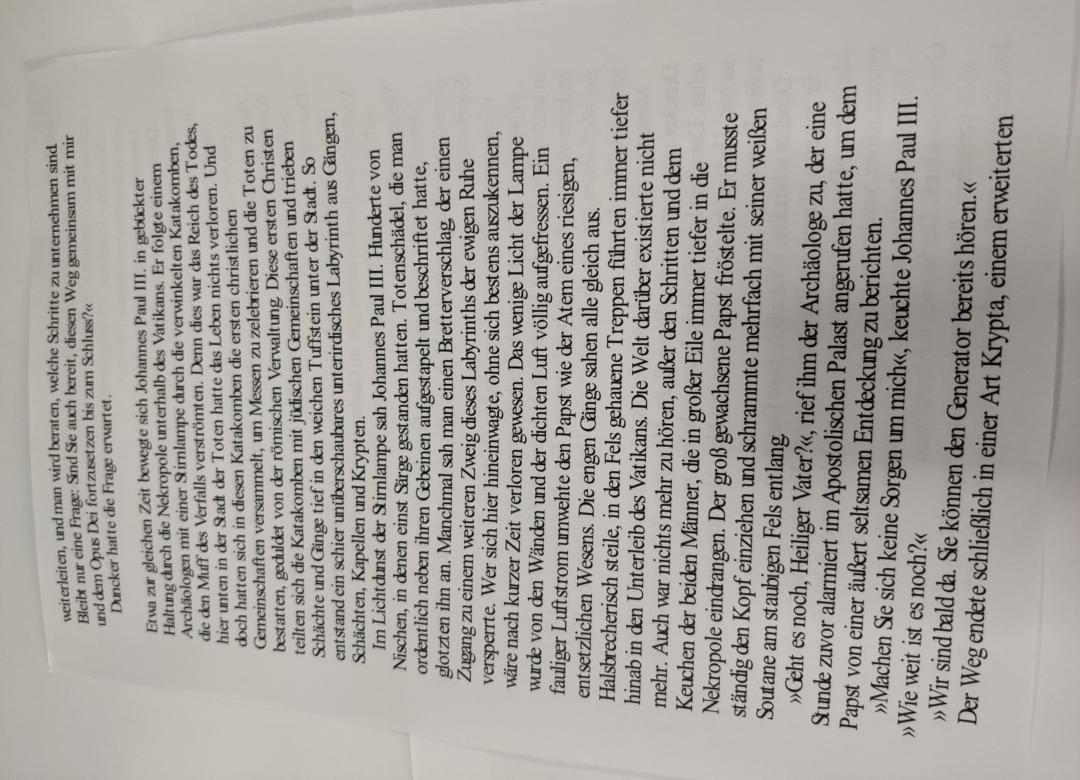 weiterleiten, und man wird beraten, welche Schritte zu unternehmen sind.
Bleibt nur eine Frage: Sind Sie auch bereit, diesen Weg gemeinsam mit mir
und dem Opus Dei fortzusetzen bis zum Schluss?«
Duncker hatte die Frage erwartet.
Etwa zur gleichen Zeit bewegte sich Johannes Paul III. in gebückter
Haltung durch die Nekropole unterhalb des Vatikans. Er folgte einem
Archäologen mit einer Stirnlampe durch die verwinkelten Katakomben,
die den Muff des Verfalls verströmten. Denn dies war das Reich des Todes,
hier unten in der Stadt der Toten hatte das Leben nichts verloren. Und
doch hatten sich in diesen Katakomben die ersten christlichen
Gemeinschaften versammelt, um Messen zu zelebrieren und die Toten zu
bestatten, geduldet von der römischen Verwaltung. Diese ersten Christen
teilten sich die Katakomben mit jüdischen Gemeinschaften und trieben
Schächte und Gänge tief in den weichen Tuffstein unter der Stadt. So
entstand ein schier unüberschaubares unterirdisches Labyrinth aus Gängen,
Schächten, Kapellen und Krypten.
Im Lichtdunst der Stirnlampe sah Johannes Paul III. Hunderte von
Nischen, in denen einst Särge gestanden hatten. Totenschädel, die man
ordentlich neben ihren Gebeinen aufgestapelt und beschriftet hatte,
glotzten ihn an. Manchmal sah man einen Bretterverschlag, der einen
Zugang zu einem weiteren Zweig dieses Labyrinths der ewigen Ruhe
versperrte. Wer sich hier hineinwagte, ohne sich bestens auszukennen,
wäre nach kurzer Zeit verloren gewesen. Das wenige Licht der Lampe
wurde von den Wänden und der dichten Luft völlig aufgefressen. Ein
fauliger Luftstrom umwehte den Papst wie der Atem eines riesigen,
entsetzlichen Wesens. Die engen Gänge sahen alle gleich aus.
Halsbrecherisch steile, in den Fels gehauene Treppen führten immer tiefer
hinab in den Unterleib des Vatikans. Die Welt darüber existierte nicht
mehr. Auch war nichts mehr zu hören, außer den Schritten und dem
Keuchen der beiden Männer, die in großer Eile immer tiefer in die
Nekropole eindrangen. Der groß gewachsene Papst fröstelte. Er musste
ständig den Kopf einziehen und schrammte mehrfach mit seiner weißen
Soutane am staubigen Fels entlang
»Geht es noch, Heiliger Vater?«, rief ihm der Archäologe zu, der eine
Stunde zuvor alarmiert im Apostolischen Palast angerufen hatte, um dem
Papst von einer äußert seltsamen Entdeckung zu berichten.
»Machen Sie sich keine Sorgen um mich«, keuchte Johannes Paul III.
»Wie weit ist es noch?«
»Wir sind bald da. Sie können den Generator bereits hören.«
Der Weg endete schließlich in einer Art Krypta, einem erweiterten